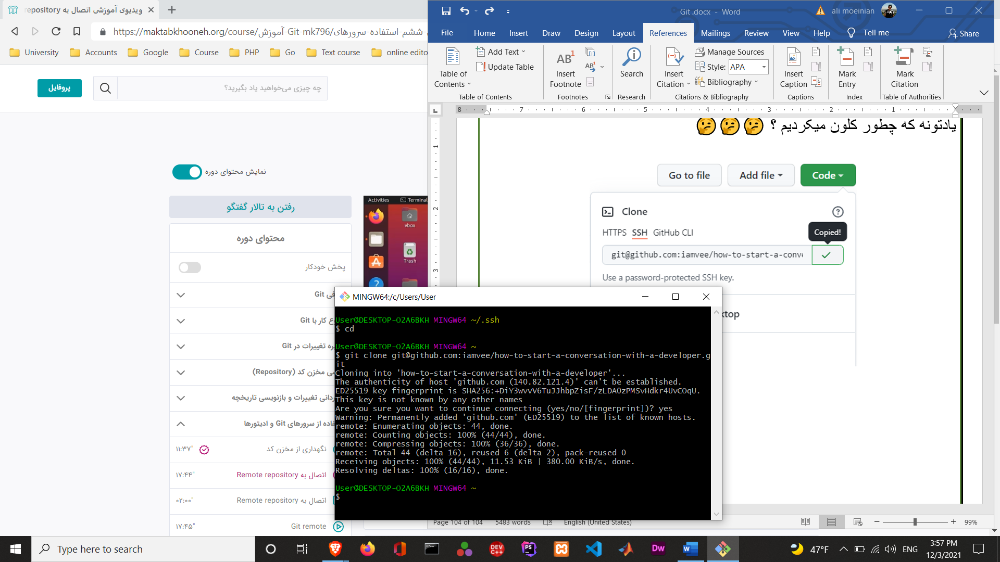 ویدیوی آموزشی اتصال به repository
https://maktabkhooneh.org/course/آموزش-Git-mk796/ششم-استفاده-سرورهای-
University
Accounts
Google
Course
PHP
Go
Text course
online edito
پروفایل
چه چیزی می‌خواهید یاد بگیرید؟
نمایش محتوای دوره
رفتن به تالار گفتگو
محتوای دوره
پخش خودکار
Git
ع کار با Git
ره تغییرات در Git
سی مخزن کد (Repository)
ردانی تغییرات و بازنویسی تاریخچه
اده از سرورهای Git و ادیتورها
نگهداری از مخزن کد
۱۱:۳۷"
اتصال به Remote repository
۱۷:۴۴"
اتصال به Remote repository
۰۲:۰۰"
Git remote
۱۷:۴۵"
Activities
Terminal
vbox
Trash
Git .docx - Word
ali moeinian
File
Home
Insert
Draw
Design
Layout
References
Mailings
Review
View
Help
Tell me
Share
Table of
Contents
Add Text
Update Table
Table of Contents
AB1
Insert
Footnote
Footnotes
Search
Research
Insert
Citation
Manage Sources
Style: APA
Bibliography
Citations & Bibliography
Insert
Caption
Captions
Mark
Entry
Index
Mark
Citation
Table of Authorities
8 7 6 5 4 3 2 1
1
2
3
یادتونه که چطور کلون میکردیم ؟ 🤔🤔🤔
Go to file
Add file
Code
Clone
HTTPS SSH GitHub CLI
Copied!
git@github.com:iamvee/how-to-start-a-conve
Use a password-protected SSH key.
ktop
Page 104 of 104
5483 words
English (United States)
99%
MINGW64:/c/Users/User
User@DESKTOP-O2A6BKH MINGW64 ~/.ssh
$ cd
User@DESKTOP-O2A6BKH MINGW64 ~
$ git clone git@github.com:iamvee/how-to-start-a-conversation-with-a-developer.g
it
Cloning into 'how-to-start-a-conversation-with-a-developer'...
The authenticity of host 'github.com (140.82.121.4)' can't be established.
ED25519 key fingerprint is SHA256:+DiY3wvvV6TuJJhbpZisF/zLDA0zPMSvHdkr4UvCOqU.
This key is not known by any other names
Are you sure you want to continue connecting (yes/no/[fingerprint])? yes
Warning: Permanently added 'github.com' (ED25519) to the list of known hosts.
remote: Enumerating objects: 44, done.
remote: Counting objects: 100% (44/44), done.
remote: Compressing objects: 100% (36/36), done.
remote: Total 44 (delta 16), reused 6 (delta 2), pack-reused 0
Receiving objects: 100% (44/44), 11.53 KiB | 380.00 KiB/s, done.
Resolving deltas: 100% (16/16), done.
User@DESKTOP-O2A6BKH MINGW64 ~
$
Type here to search
DEV C++
PS
Dw
47°F
ENG
3:57 PM
12/3/2021